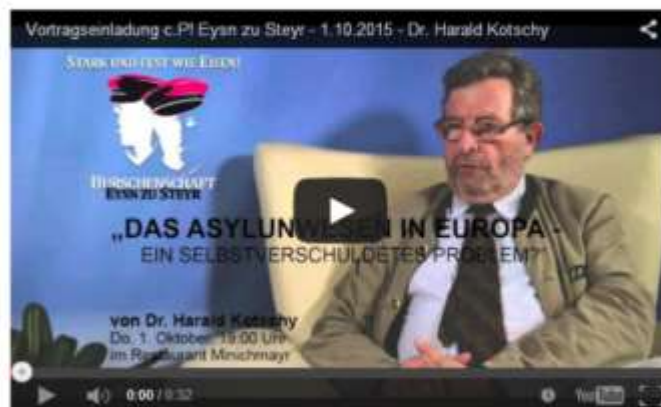 Vortragseinladung c.P! Eysn zu Steyr - 1.10.2015 - Dr. Harald Kotschy
STARK UND FEST WIE EISEN!
BURSCHENSCHAFT
EYSN ZU STEYR
„DAS ASYLUNWESEN IN EUROPA -
EIN SELBSTVERSCHULDETES PROBLEM?"
von Dr. Harald Kotschy
Do. 1. Oktober, 19:00 Uhr
im Restaurant Minichmayr
0:00 / 0:32
YouTube